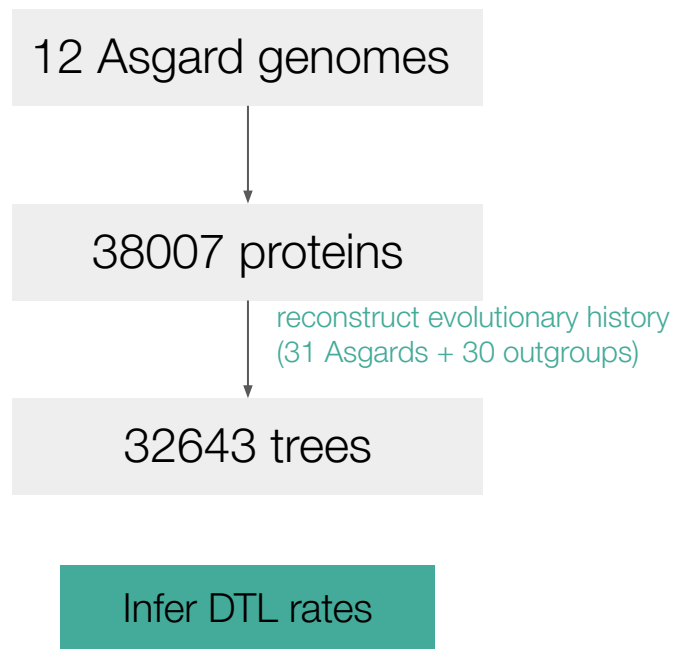 12 Asgard genomes
38007 proteins
reconstruct evolutionary history
(31 Asgards + 30 outgroups)
32643 trees
Infer DTL rates